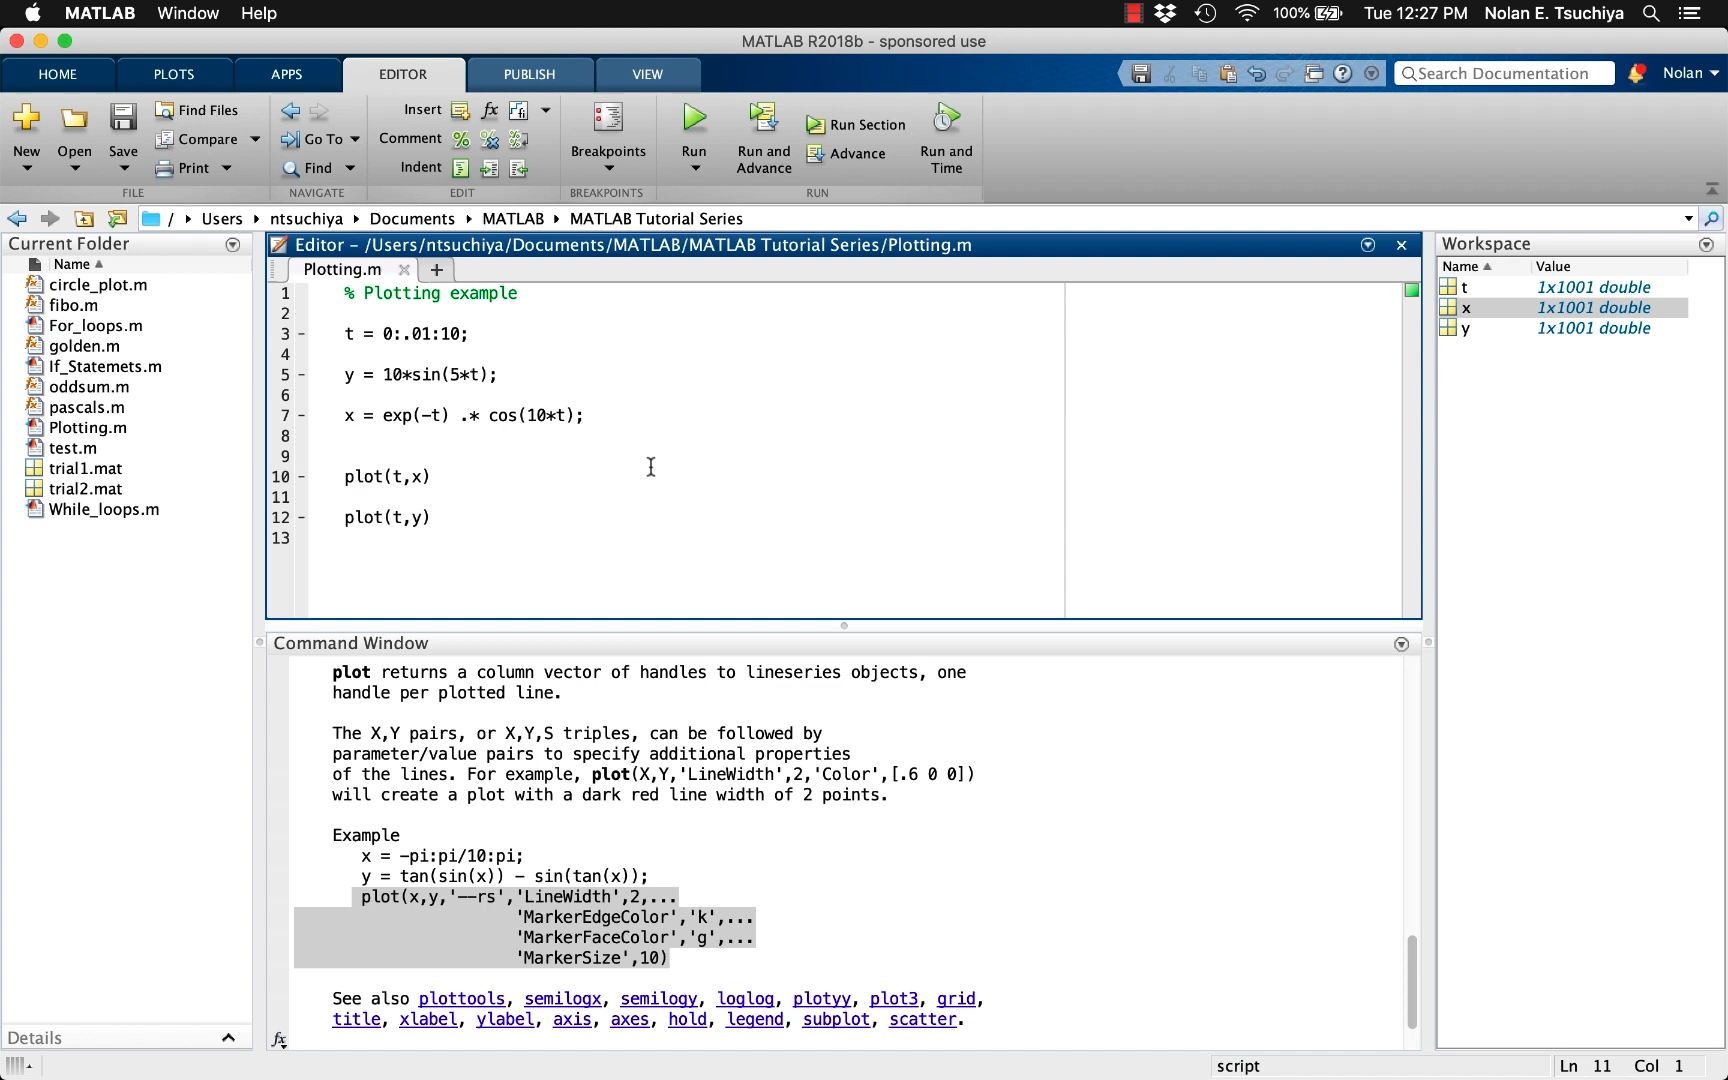 MATLAB Window Help 100% Tue 12:27 PM Nolan E. Tsuchiya
MATLAB R2018b - sponsored use
HOME PLOTS APPS EDITOR PUBLISH VIEW Search Documentation Nolan
New Open Save Find Files Compare Print FILE
Go To Find NAVIGATE
Insert fx Comment % Indent EDIT
Breakpoints BREAKPOINTS
Run Run and Advance Run Section Advance Run and Time RUN
/ Users ntsuchiya Documents MATLAB MATLAB Tutorial Series
Current Folder
Name
circle_plot.m
fibo.m
For_loops.m
golden.m
If_Statemets.m
oddsum.m
pascals.m
Plotting.m
test.m
trial1.mat
trial2.mat
While_loops.m
Details
Editor - /Users/ntsuchiya/Documents/MATLAB/MATLAB Tutorial Series/Plotting.m
Plotting.m +
1 % Plotting example
2
3 - t = 0:.01:10;
4
5 - y = 10*sin(5*t);
6
7 - x = exp(-t) .* cos(10*t);
8
9
10 - plot(t,x)
11
12 - plot(t,y)
13
Command Window
plot returns a column vector of handles to lineseries objects, one
handle per plotted line.
The X,Y pairs, or X,Y,S triples, can be followed by
parameter/value pairs to specify additional properties
of the lines. For example, plot(X,Y,'LineWidth',2,'Color',[.6 0 0])
will create a plot with a dark red line width of 2 points.
Example
x = -pi:pi/10:pi;
y = tan(sin(x)) - sin(tan(x));
plot(x,y,'--rs','LineWidth',2,...
'MarkerEdgeColor','k',...
'MarkerFaceColor','g',...
'MarkerSize',10)
See also plottools, semilogx, semilogy, loglog, plotyy, plot3, grid,
title, xlabel, ylabel, axis, axes, hold, legend, subplot, scatter.
fx
Workspace
Name Value
t 1x1001 double
x 1x1001 double
y 1x1001 double
script Ln 11 Col 1